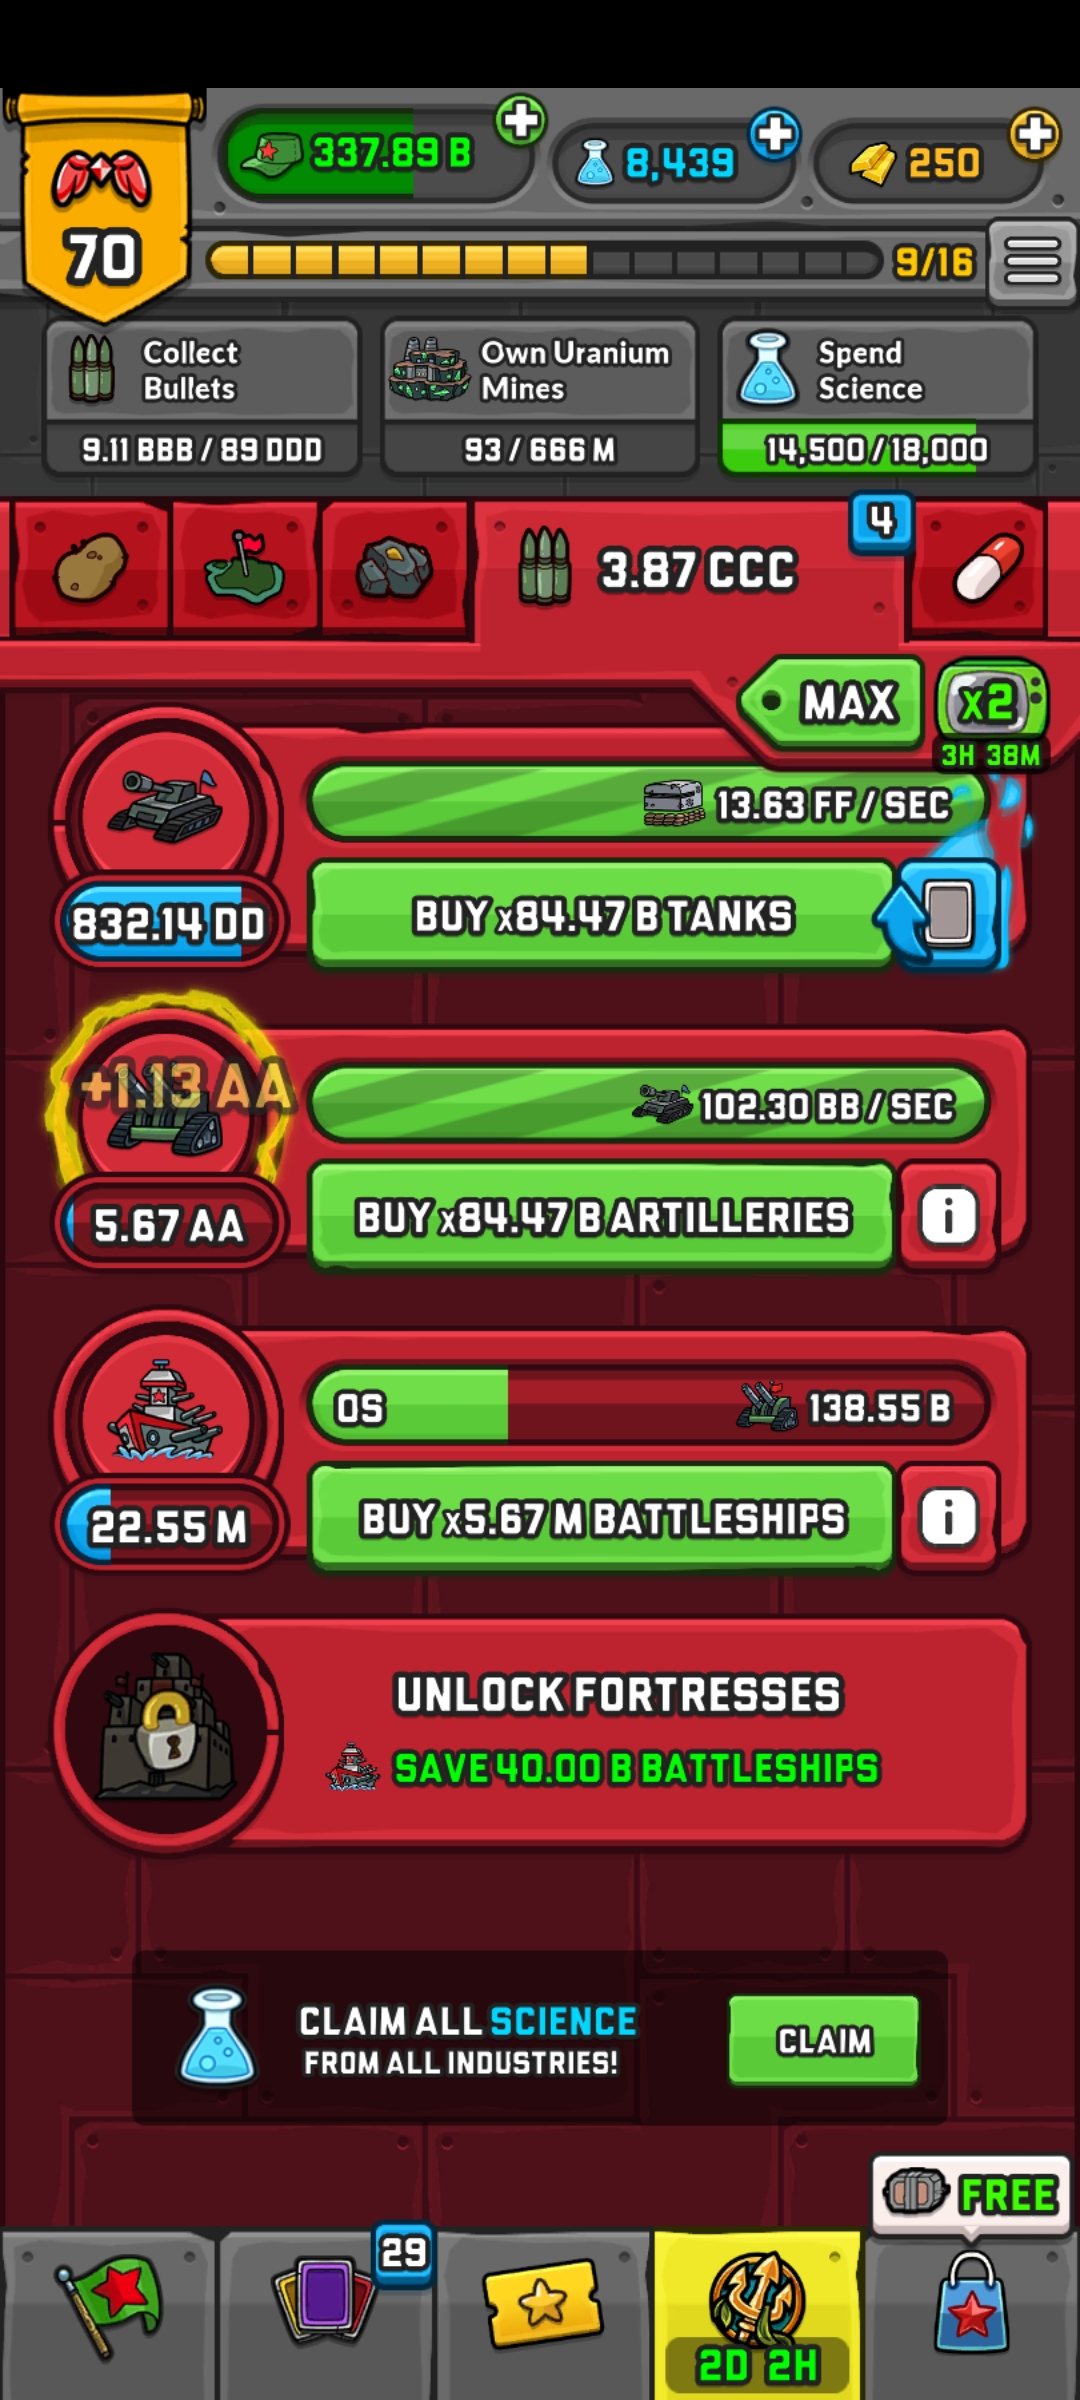 70
337.89 B
8,439
250
9/16
Collect
Bullets
9.11 BBB / 89 DDD
Own Uranium
Mines
93 / 666 M
Spend
Science
14,500/18,000
3.87 CCC
4
MAX
x2
3H 38M
13.63 FF / SEC
832.14 DD
BUY x84.47 B TANKS
+1.13 AA
102.30 BB / SEC
5.67 AA
BUY x84.47 B ARTILLERIES
i
0S
138.55 B
22.55 M
BUY x5.67 M BATTLESHIPS
i
UNLOCK FORTRESSES
SAVE 40.00 B BATTLESHIPS
CLAIM ALL SCIENCE
FROM ALL INDUSTRIES!
CLAIM
FREE
29
2D 2H